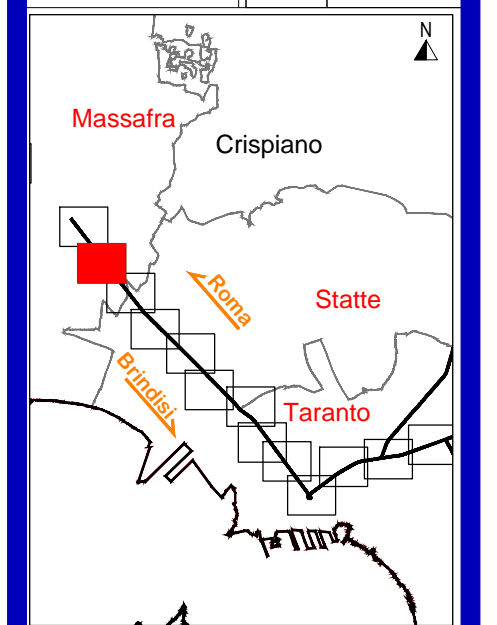 N
Massafra
Crispiano
Roma
Statte
Brindisi
Taranto